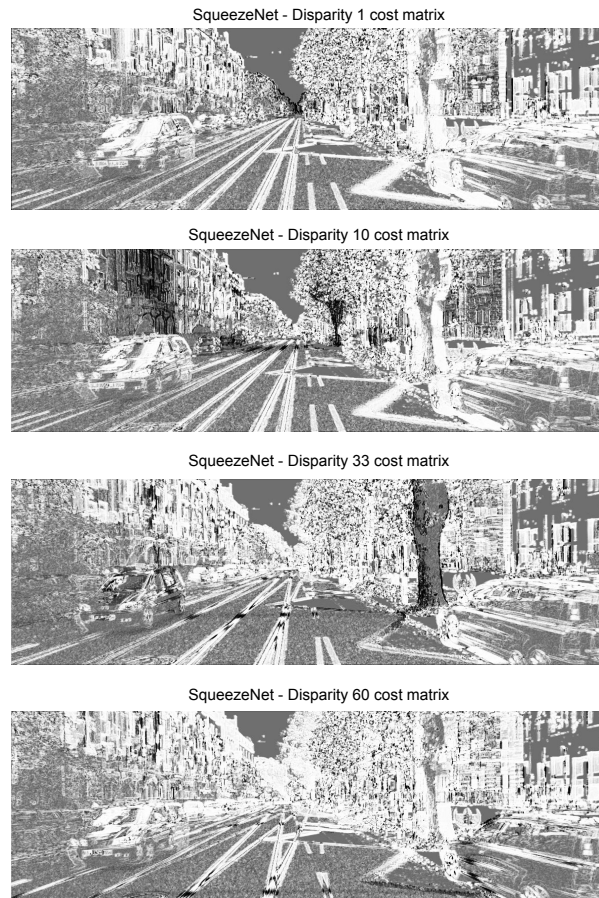 SqueezeNet - Disparity 1 cost matrix
SqueezeNet - Disparity 10 cost matrix
SqueezeNet - Disparity 33 cost matrix
SqueezeNet - Disparity 60 cost matrix